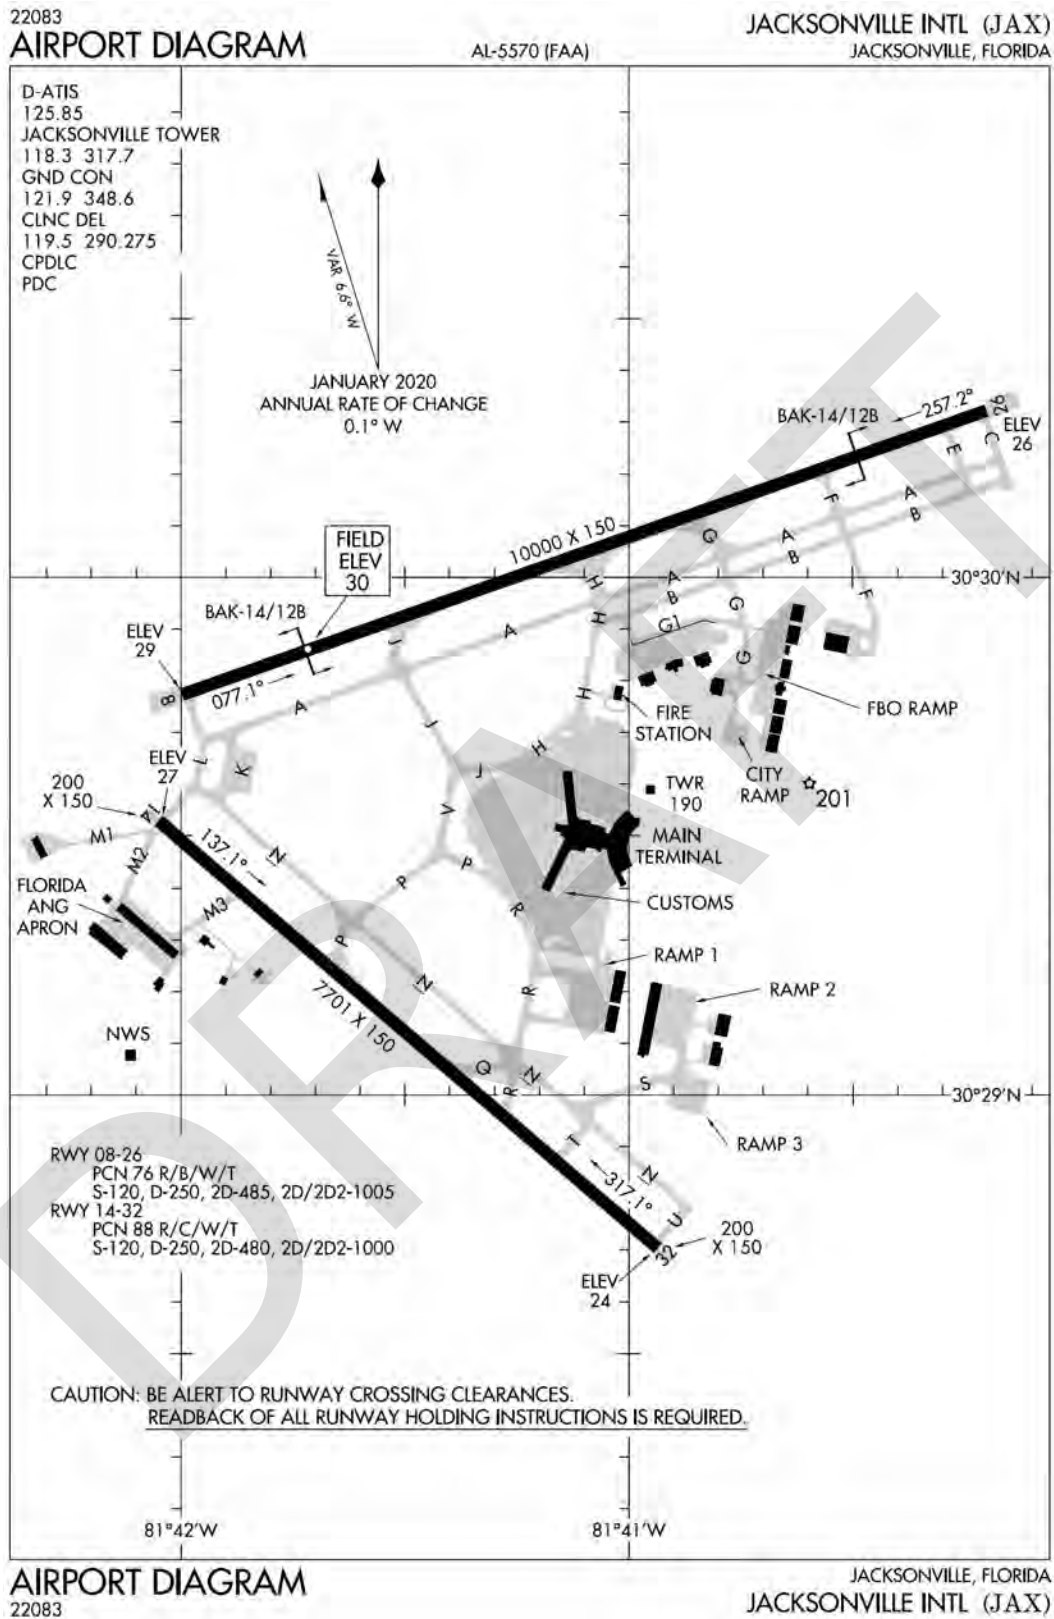 22083
AIRPORT DIAGRAM
AL-5570 (FAA)
JACKSONVILLE INTL (JAX)
JACKSONVILLE, FLORIDA
D-ATIS
125.85
JACKSONVILLE TOWER
118.3 317.7
GND CON
121.9 348.6
CLNC DEL
119.5 290.275
CPDLC
PDC
VAR 6.6° W
JANUARY 2020
ANNUAL RATE OF CHANGE
0.1° W
BAK-14/12B
257.2°
26
ELEV
26
C
E
F
A
B
G
A
B
10000 X 150
FIELD
ELEV
30
30°30'N
H
A
B
F
BAK-14/12B
H
G1
G
ELEV
29
J
A
G
8
077.1°
A
H
FBO RAMP
FIRE
STATION
J
H
L
K
J
ELEV
27
200
X 150
14
TWR
190
CITY
RAMP
201
M1
137.1°
N
V
MAIN
TERMINAL
M2
P
P
FLORIDA
ANG
APRON
M3
R
CUSTOMS
P
RAMP 1
N
R
RAMP 2
7701 X 150
NWS
Q
N
R
S
30°29'N
T
RAMP 3
N
317.1°
U
32
200
X 150
ELEV
24
RWY 08-26
PCN 76 R/B/W/T
S-120, D-250, 2D-485, 2D/2D2-1005
RWY 14-32
PCN 88 R/C/W/T
S-120, D-250, 2D-480, 2D/2D2-1000
CAUTION: BE ALERT TO RUNWAY CROSSING CLEARANCES.
READBACK OF ALL RUNWAY HOLDING INSTRUCTIONS IS REQUIRED.
81°42'W
81°41'W
DRAFT
AIRPORT DIAGRAM
22083
JACKSONVILLE, FLORIDA
JACKSONVILLE INTL (JAX)